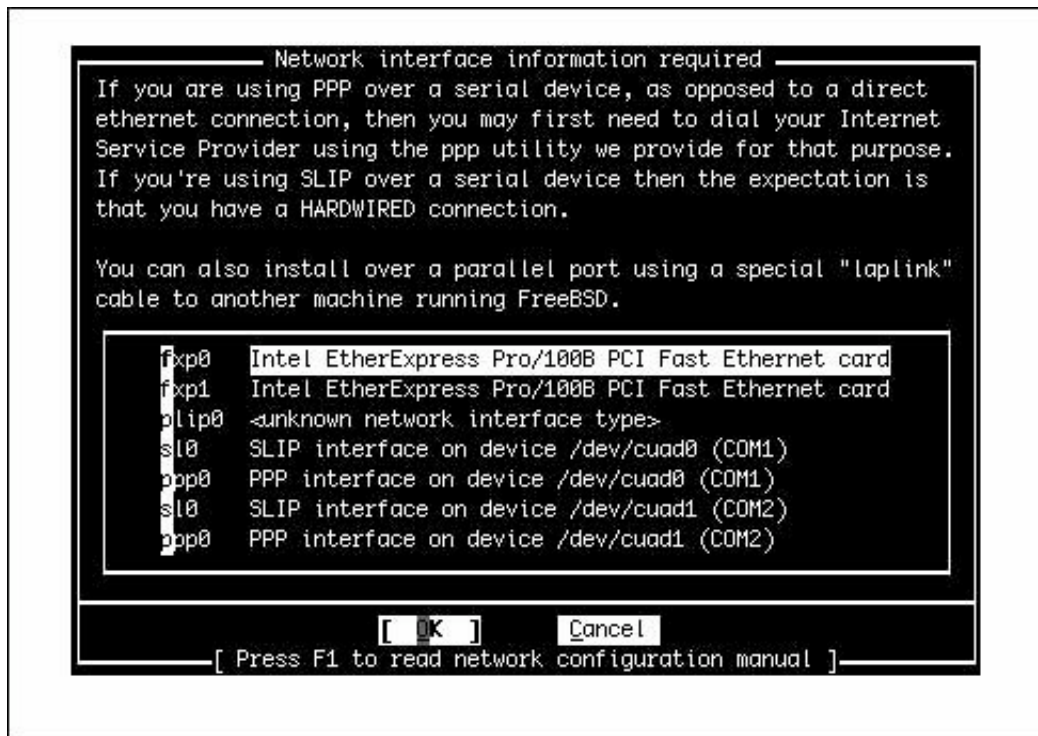 Network interface information required
If you are using PPP over a serial device, as opposed to a direct
ethernet connection, then you may first need to dial your Internet
Service Provider using the ppp utility we provide for that purpose.
If you're using SLIP over a serial device then the expectation is
that you have a HARDWIRED connection.
You can also install over a parallel port using a special "laplink"
cable to another machine running FreeBSD.
fxp0 Intel EtherExpress Pro/100B PCI Fast Ethernet card
fxp1 Intel EtherExpress Pro/100B PCI Fast Ethernet card
plip0 <unknown network interface type>
sl0 SLIP interface on device /dev/cuad0 (COM1)
ppp0 PPP interface on device /dev/cuad0 (COM1)
sl0 SLIP interface on device /dev/cuad1 (COM2)
ppp0 PPP interface on device /dev/cuad1 (COM2)
[ OK ] Cancel
[ Press F1 to read network configuration manual ]